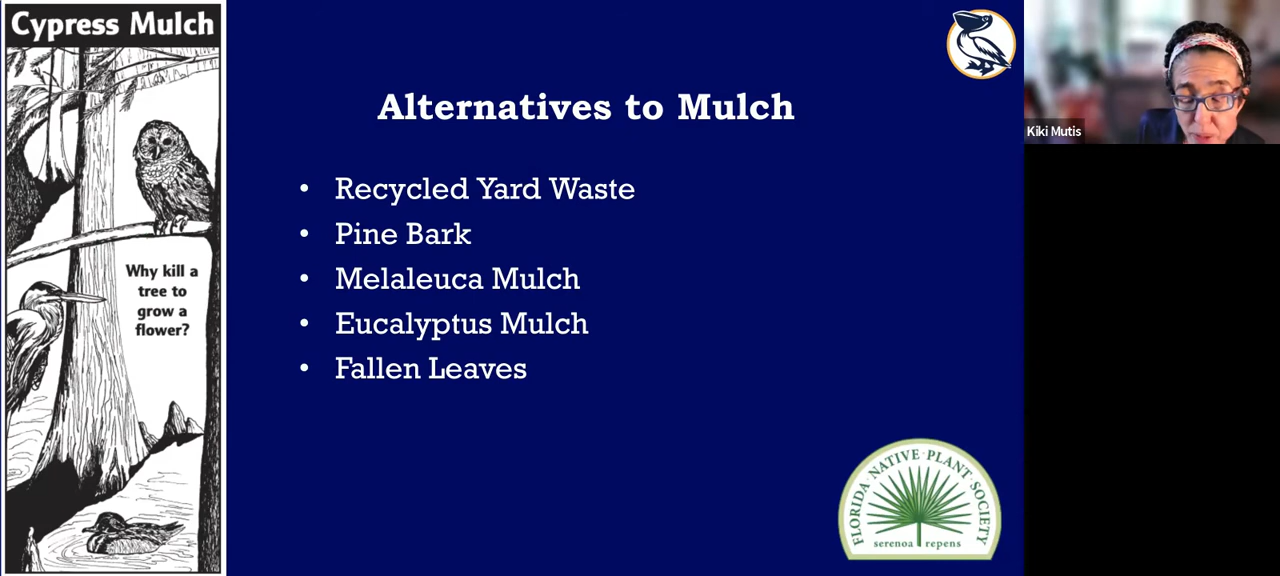 Cypress Mulch
Why kill a
tree to
grow a
flower?
Alternatives to Mulch
• Recycled Yard Waste
• Pine Bark
• Melaleuca Mulch
• Eucalyptus Mulch
• Fallen Leaves
FLORIDA · NATIVE · PLANT · SOCIETY
serenoa repens
Kiki Mutis